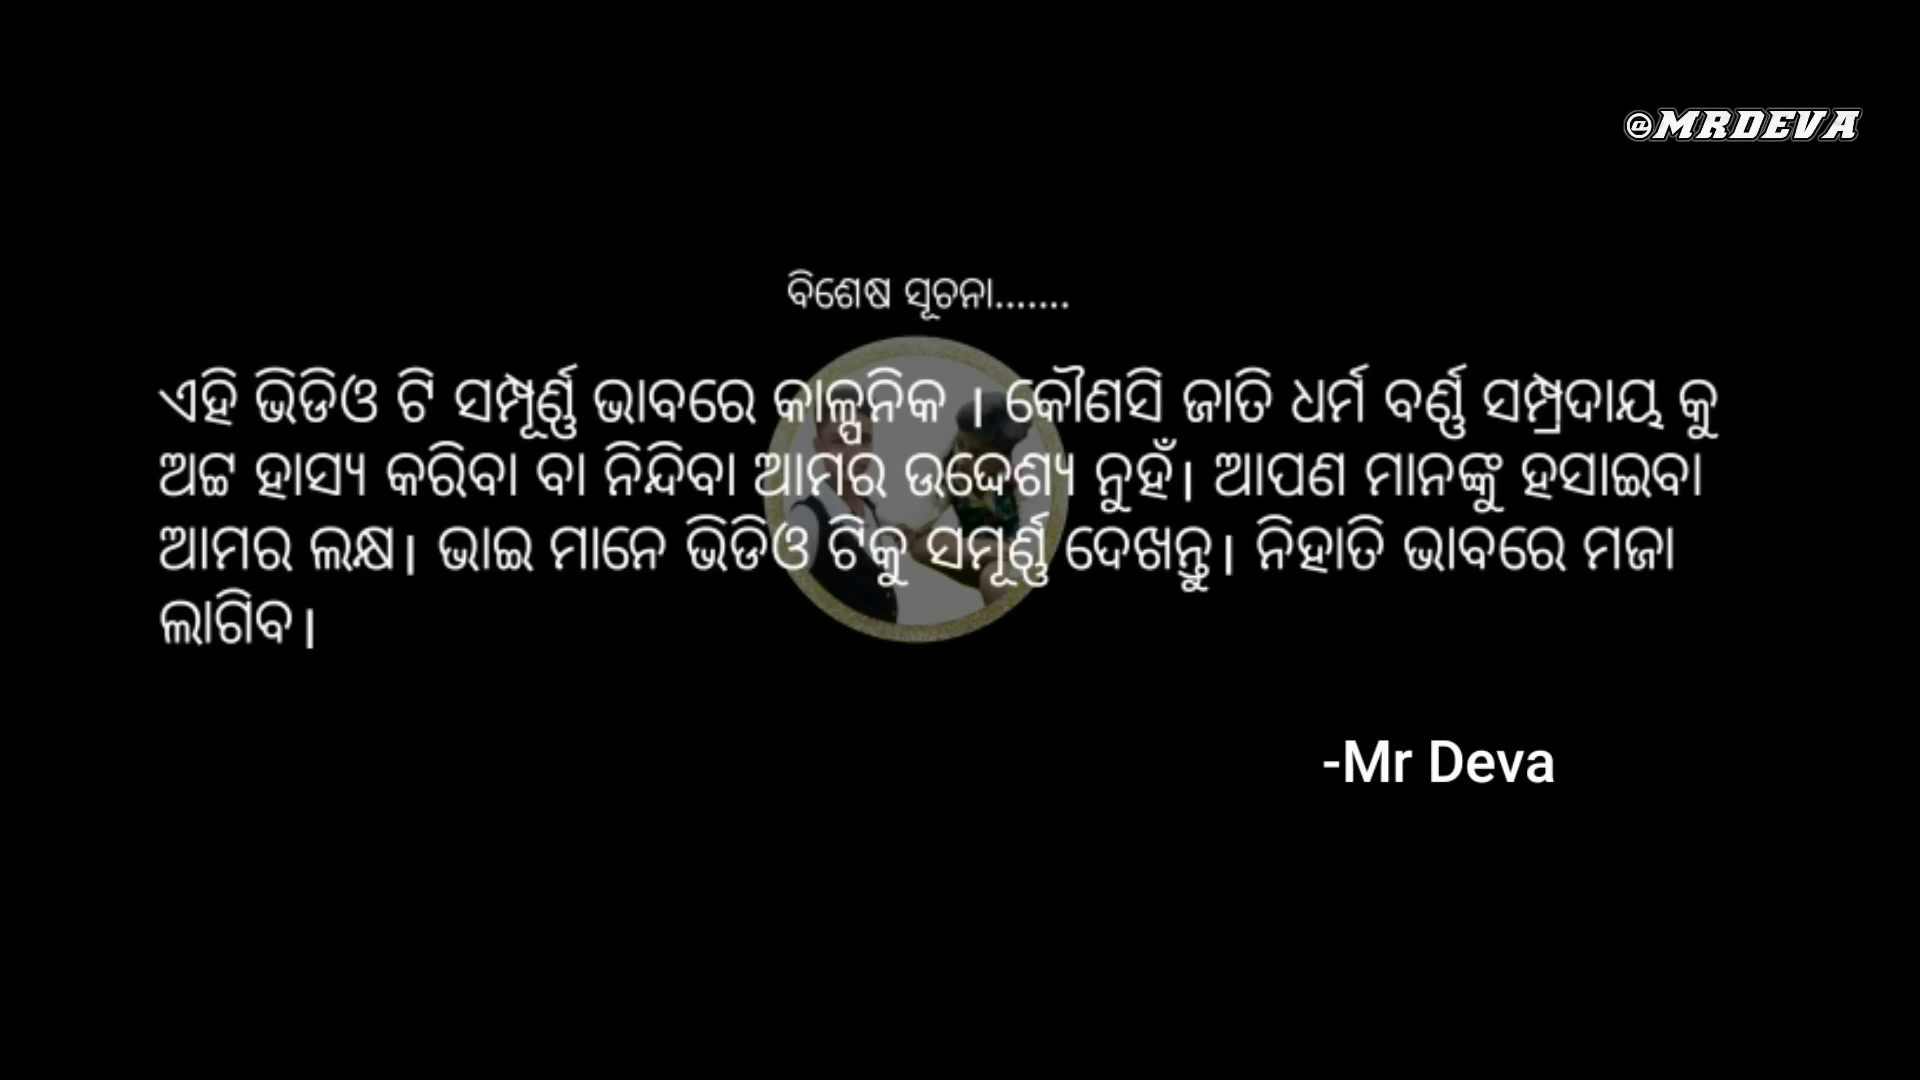 @MRDEVA
ବିଶେଷ ସୂଚନା.......
ଏହି ଭିଡିଓ ଟି ସମ୍ପୂର୍ଣ୍ଣ ଭାବରେ କାଳ୍ପନିକ । କୌଣସି ଜାତି ଧର୍ମ ବର୍ଣ୍ଣ ସମ୍ପ୍ରଦାୟ କୁ
ଅଟ୍ଟ ହାସ୍ୟ କରିବା ବା ନିନ୍ଦିବା ଆମର ଉଦ୍ଦେଶ୍ୟ ନୁହଁ। ଆପଣ ମାନଙ୍କୁ ହସାଇବା
ଆମର ଲକ୍ଷ। ଭାଇ ମାନେ ଭିଡିଓ ଟିକୁ ସମୂର୍ଣ୍ଣ ଦେଖନ୍ତୁ। ନିହାତି ଭାବରେ ମଜା
ଲାଗିବ।
-Mr Deva